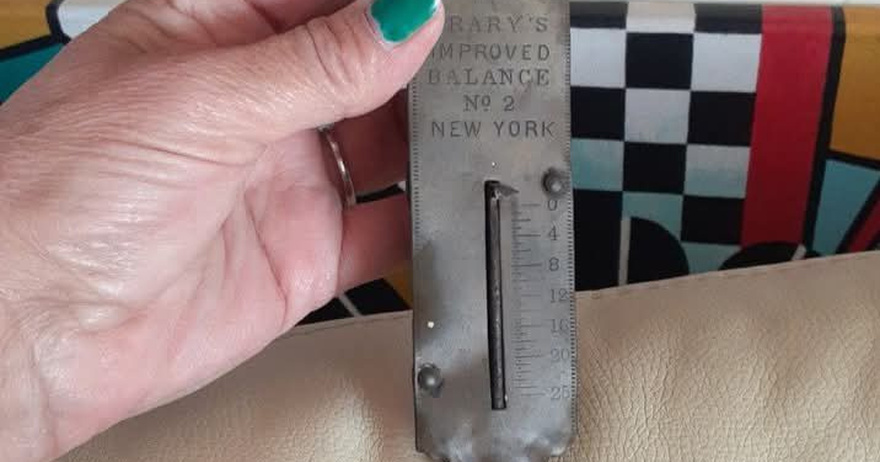 RARY'S
IMPROVED
BALANCE
Nº 2
NEW YORK
0
4
8
12
16
20
25